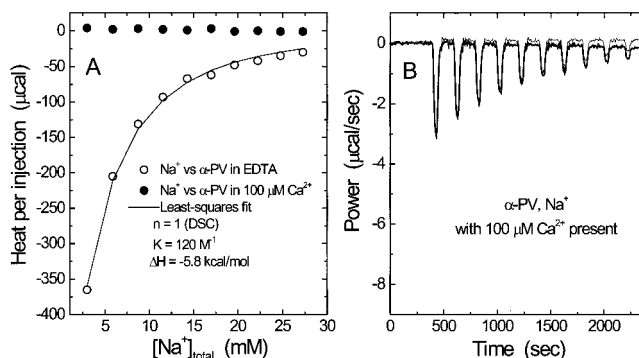 A
0
-50
-100
-150
-200
-250
-300
-350
-400
Heat per injection (μcal)
Na⁺ vs α-PV in EDTA
Na⁺ vs α-PV in 100 μM Ca²⁺
Least-squares fit
n = 1 (DSC)
K = 120 M⁻¹
ΔH = -5.8 kcal/mol
0 5 10 15 20 25 30
[Na⁺]total (mM)
B
0
-2
-4
-6
-8
Power (μcal/sec)
α-PV, Na⁺
with 100 μM Ca²⁺ present
0 500 1000 1500 2000
Time (sec)